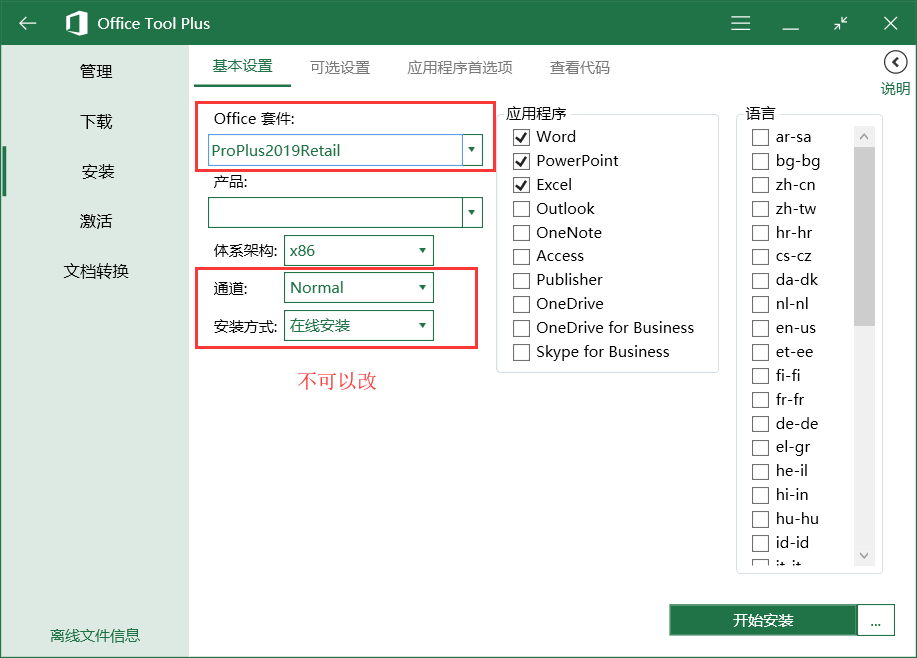 Office Tool Plus
管理
下载
安装
激活
文档转换
离线文件信息
基本设置
可选设置
应用程序首选项
查看代码
说明
Office 套件:
ProPlus2019Retail
产品:
体系架构: x86
通道: Normal
安装方式: 在线安装
不可以改
应用程序
Word
PowerPoint
Excel
Outlook
OneNote
Access
Publisher
OneDrive
OneDrive for Business
Skype for Business
语言
ar-sa
bg-bg
zh-cn
zh-tw
hr-hr
cs-cz
da-dk
nl-nl
en-us
et-ee
fi-fi
fr-fr
de-de
el-gr
he-il
hi-in
hu-hu
id-id
it-it
开始安装
...